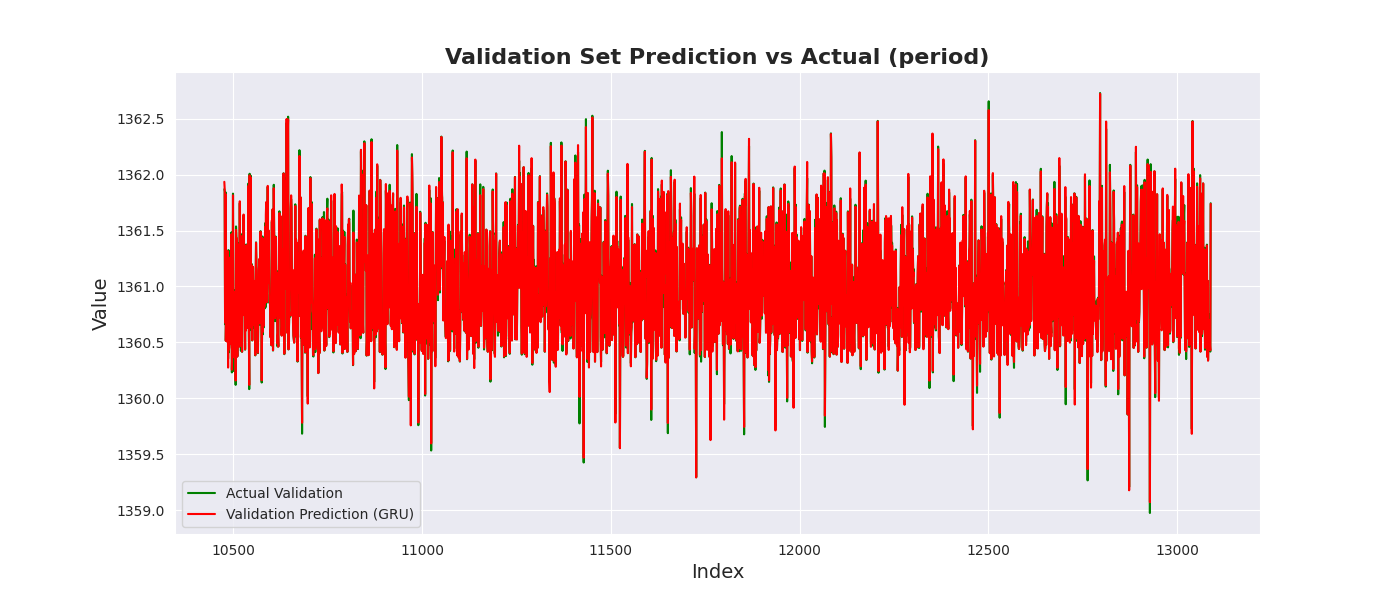 Validation Set Prediction vs Actual (period)
Value
1362.5
1362.0
1361.5
1361.0
1360.5
1360.0
1359.5
1359.0
Actual Validation
Validation Prediction (GRU)
10500
11000
11500
12000
12500
13000
Index